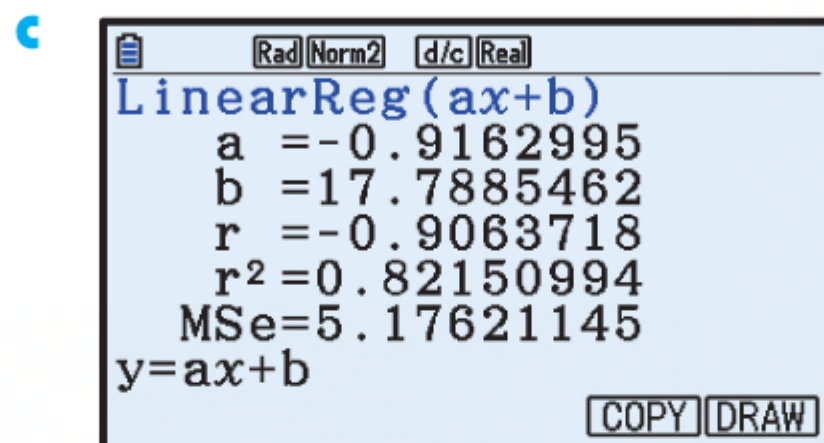 c
Rad Norm2 d/c Real
LinearReg(ax+b)
a =-0.9162995
b =17.7885462
r =-0.9063718
r²=0.82150994
MSe=5.17621145
y=ax+b
COPY DRAW